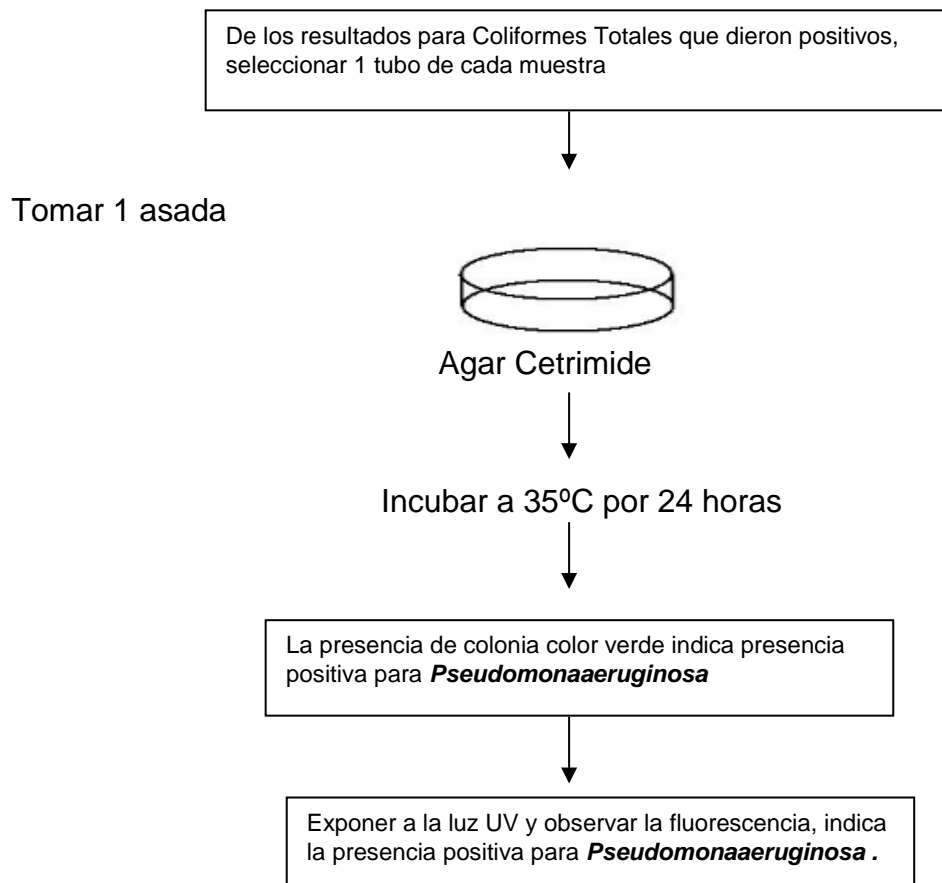 De los resultados para Coliformes Totales que dieron positivos,
seleccionar 1 tubo de cada muestra
Tomar 1 asada
Agar Cetrimide
Incubar a 35ºC por 24 horas
La presencia de colonia color verde indica presencia
positiva para Pseudomonaaeruginosa
Exponer a la luz UV y observar la fluorescencia, indica
la presencia positiva para Pseudomonaaeruginosa .